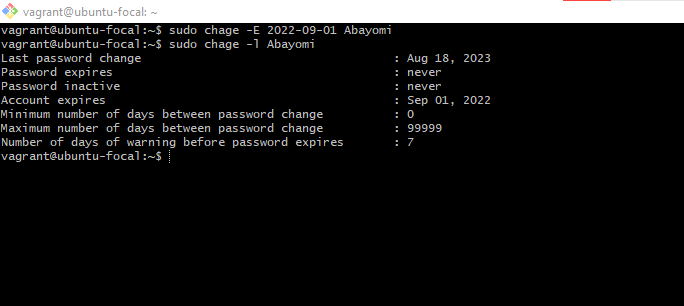 vagrant@ubuntu-focal: ~
vagrant@ubuntu-focal:~$ sudo chage -E 2022-09-01 Abayomi
vagrant@ubuntu-focal:~$ sudo chage -l Abayomi
Last password change : Aug 18, 2023
Password expires : never
Password inactive : never
Account expires : Sep 01, 2022
Minimum number of days between password change : 0
Maximum number of days between password change : 99999
Number of days of warning before password expires : 7
vagrant@ubuntu-focal:~$